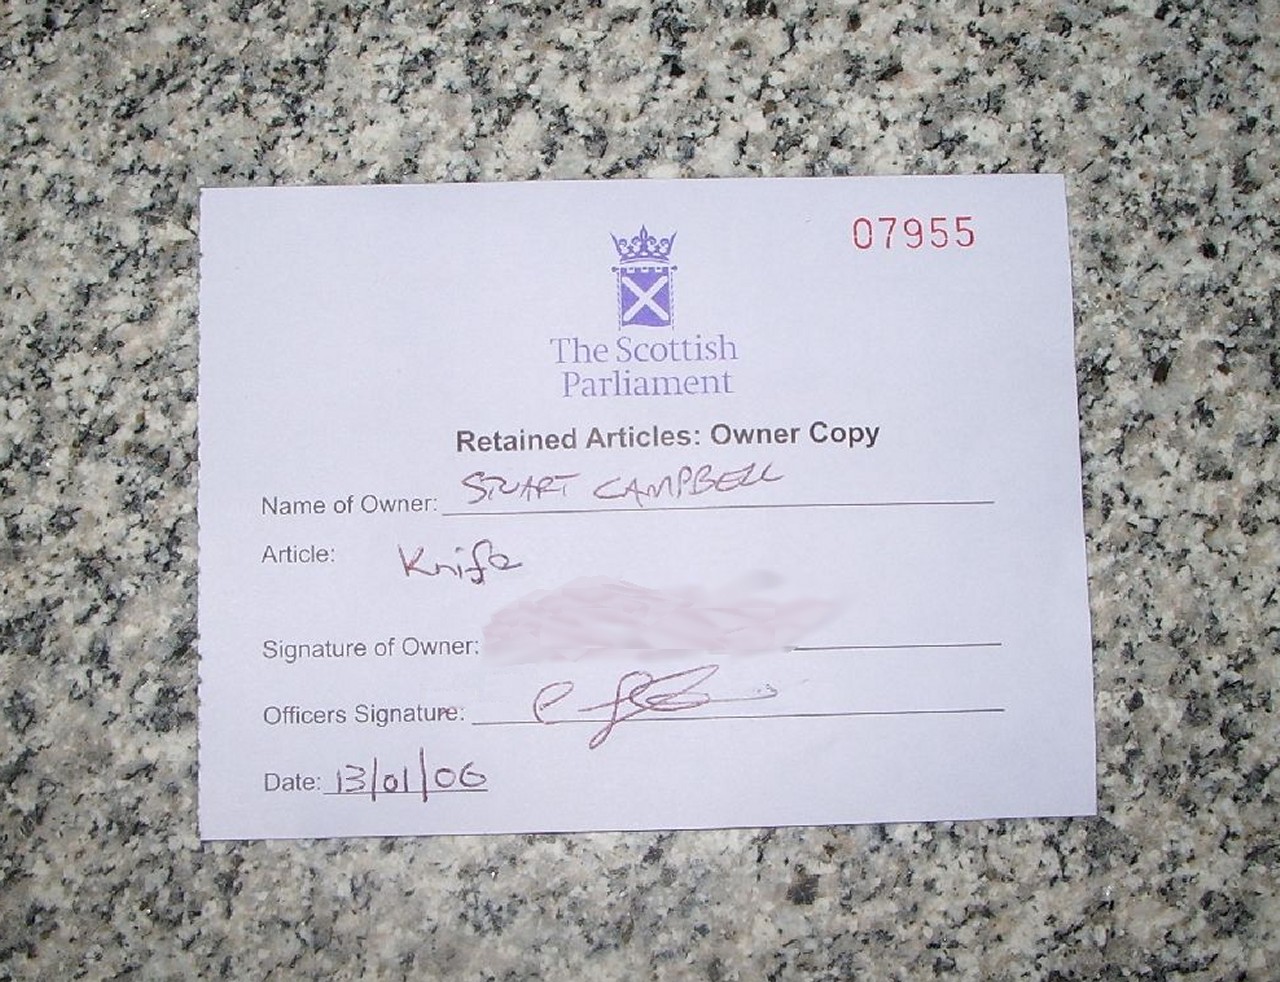 07955
The Scottish
Parliament
Retained Articles: Owner Copy
Name of Owner: STUART CAMPBELL
Article: Knife
Signature of Owner:
Officers Signature:
Date: 13/01/06